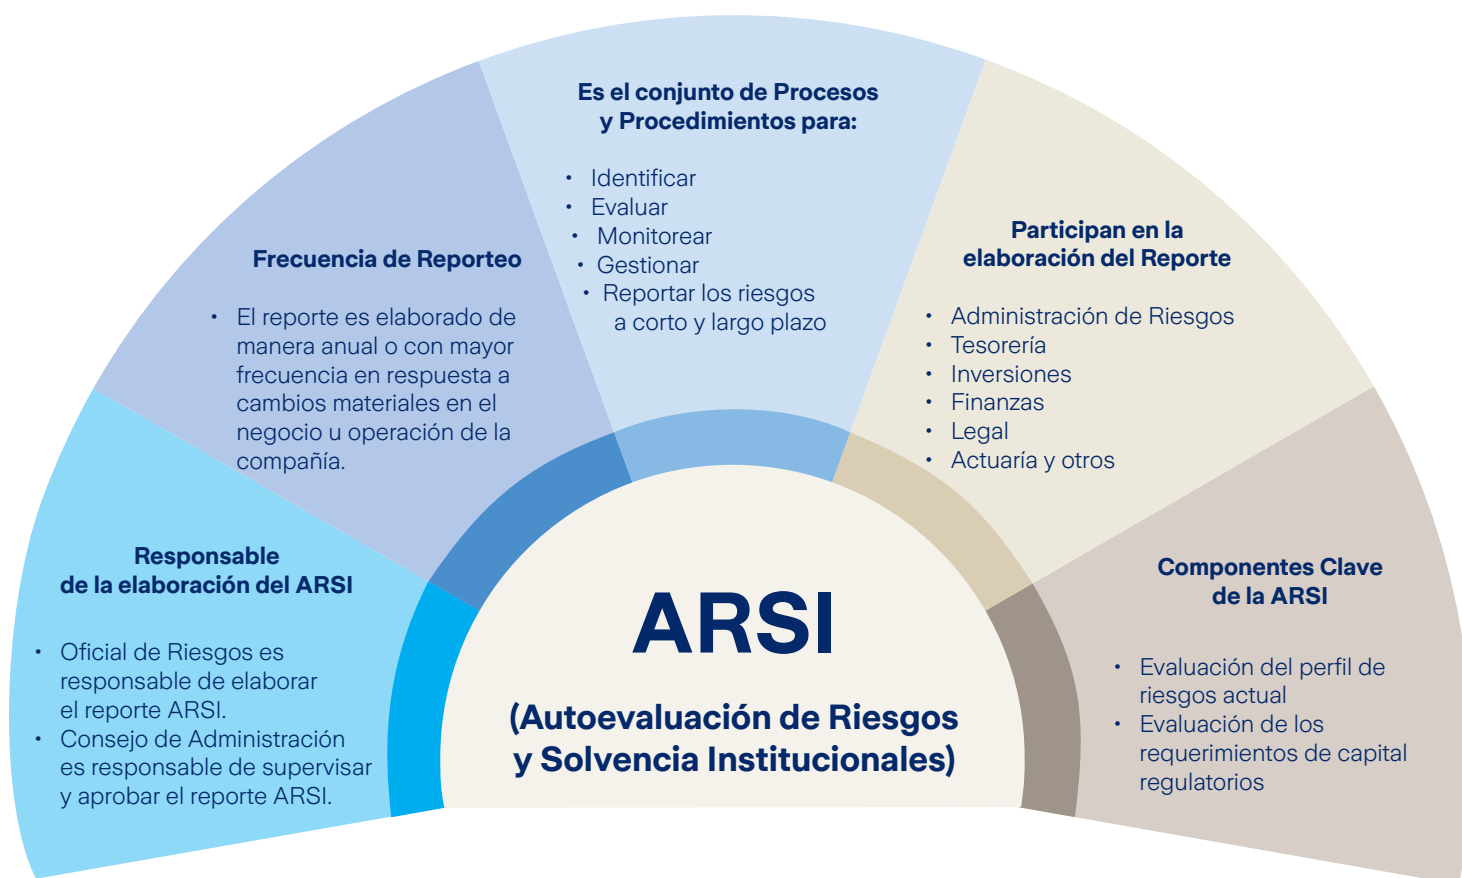 Es el conjunto de Procesos
y Procedimientos para:
• Identificar
• Evaluar
• Monitorear
• Gestionar
• Reportar los riesgos
a corto y largo plazo
Frecuencia de Reporteo
• El reporte es elaborado de
manera anual o con mayor
frecuencia en respuesta a
cambios materiales en el
negocio u operación de la
compañía.
Participan en la
elaboración del Reporte
• Administración de Riesgos
• Tesorería
• Inversiones
• Finanzas
• Legal
• Actuaría y otros
Responsable
de la elaboración del ARSI
• Oficial de Riesgos es
responsable de elaborar
el reporte ARSI.
• Consejo de Administración
es responsable de supervisar
y aprobar el reporte ARSI.
Componentes Clave
de la ARSI
• Evaluación del perfil de
riesgos actual
• Evaluación de los
requerimientos de capital
regulatorios
ARSI
(Autoevaluación de Riesgos
y Solvencia Institucionales)